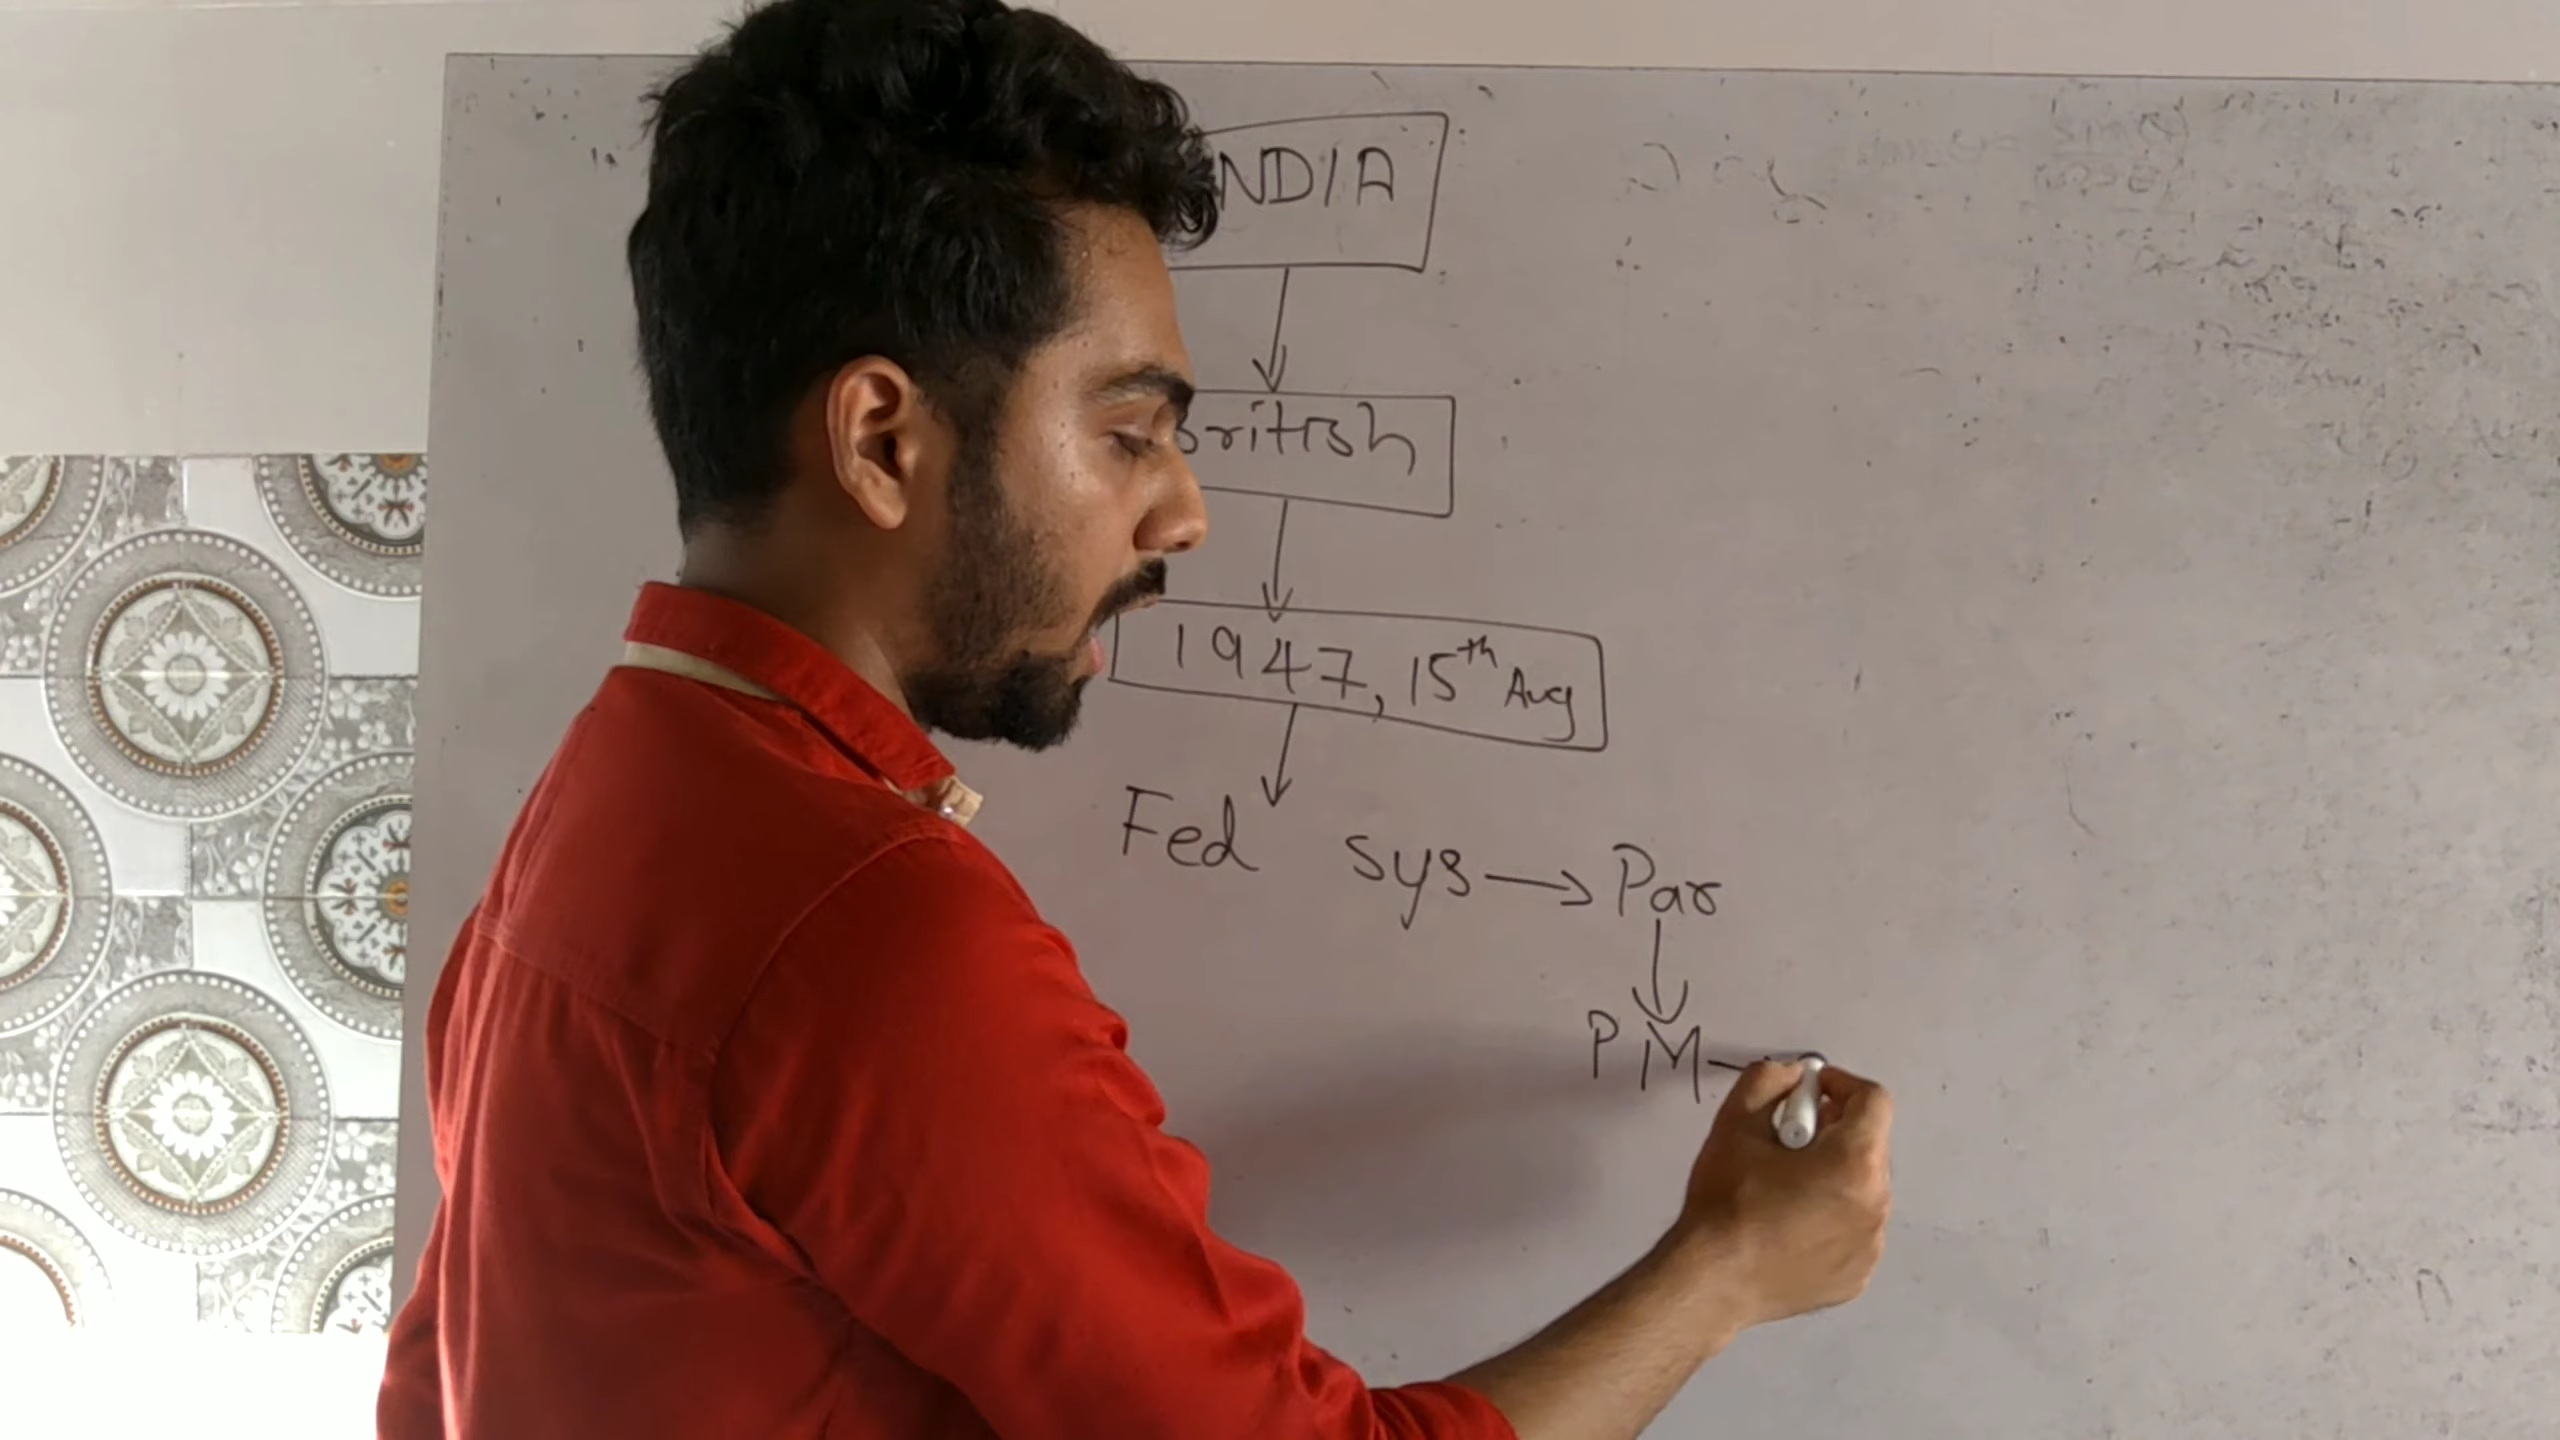 NDIA
British
1947, 15th Aug
Fed sys → Par
PM